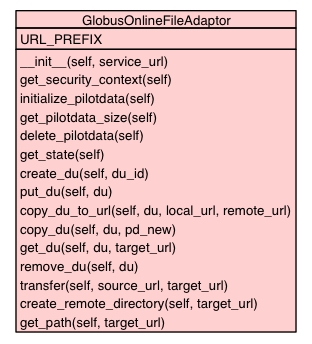 GlobusOnlineFileAdaptor
URL_PREFIX
__init__(self, service_url)
get_security_context(self)
initialize_pilotdata(self)
get_pilotdata_size(self)
delete_pilotdata(self)
get_state(self)
create_du(self, du_id)
put_du(self, du)
copy_du_to_url(self, du, local_url, remote_url)
copy_du(self, du, pd_new)
get_du(self, du, target_url)
remove_du(self, du)
transfer(self, source_url, target_url)
create_remote_directory(self, target_url)
get_path(self, target_url)